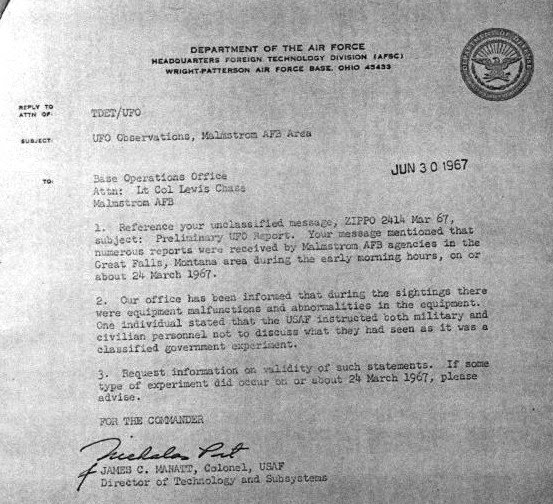 DEPARTMENT OF THE AIR FORCE
HEADQUARTERS FOREIGN TECHNOLOGY DIVISION (AFSC)
WRIGHT-PATTERSON AIR FORCE BASE, OHIO 45433
REPLY TO
ATTN OF: TDET/UFO
SUBJECT: UFO Observations, Malmstrom AFB Area
JUN 30 1967
TO: Base Operations Office
Attn: Lt Col Lewis Chase
Malmstrom AFB
1. Reference your unclassified message, ZIPPO 2414 Mar 67,
subject: Preliminary UFO Report. Your message mentioned that
numerous reports were received by Malmstrom AFB agencies in the
Great Falls, Montana area during the early morning hours, on or
about 24 March 1967.
2. Our office has been informed that during the sightings there
were equipment malfunctions and abnormalities in the equipment.
One individual stated that the USAF instructed both military and
civilian personnel not to discuss what they had seen as it was a
classified government experiment.
3. Request information on validity of such statements. If some
type of experiment did occur on or about 24 March 1967, please
advise.
FOR THE COMMANDER
Nicholas
JAMES C. MANATT, Colonel, USAF
Director of Technology and Subsystems